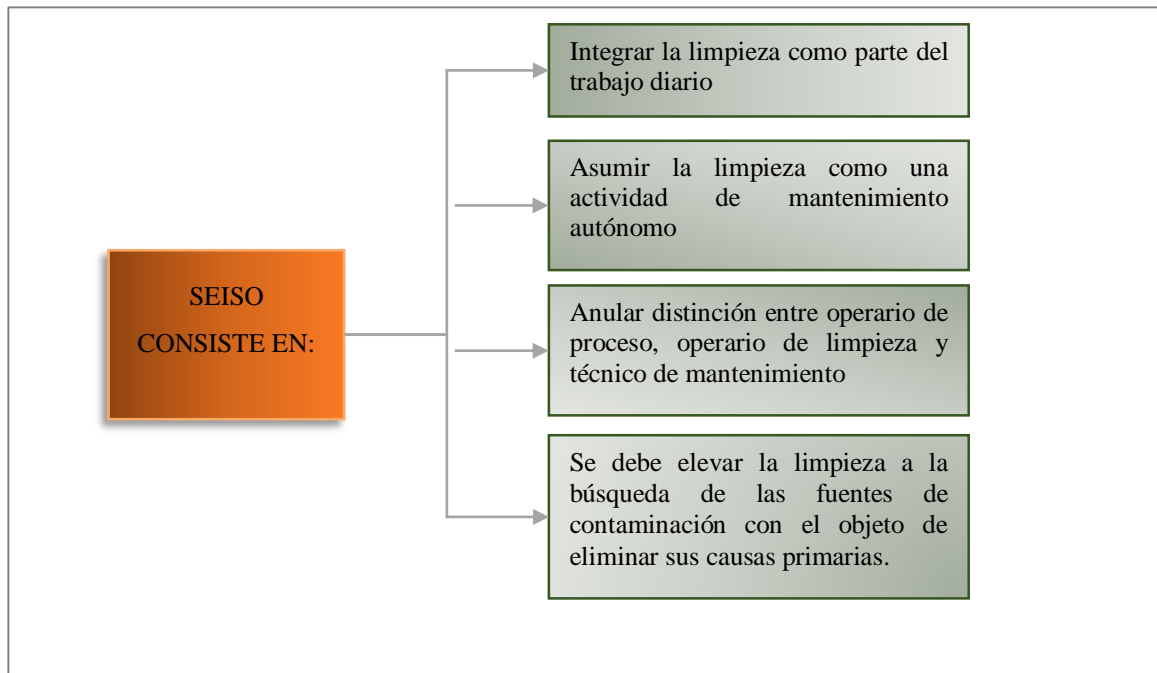 SEISO
CONSISTE EN:
Integrar la limpieza como parte del
trabajo diario
Asumir la limpieza como una
actividad de mantenimiento
autónomo
Anular distinción entre operario de
proceso, operario de limpieza y
técnico de mantenimiento
Se debe elevar la limpieza a la
búsqueda de las fuentes de
contaminación con el objeto de
eliminar sus causas primarias.